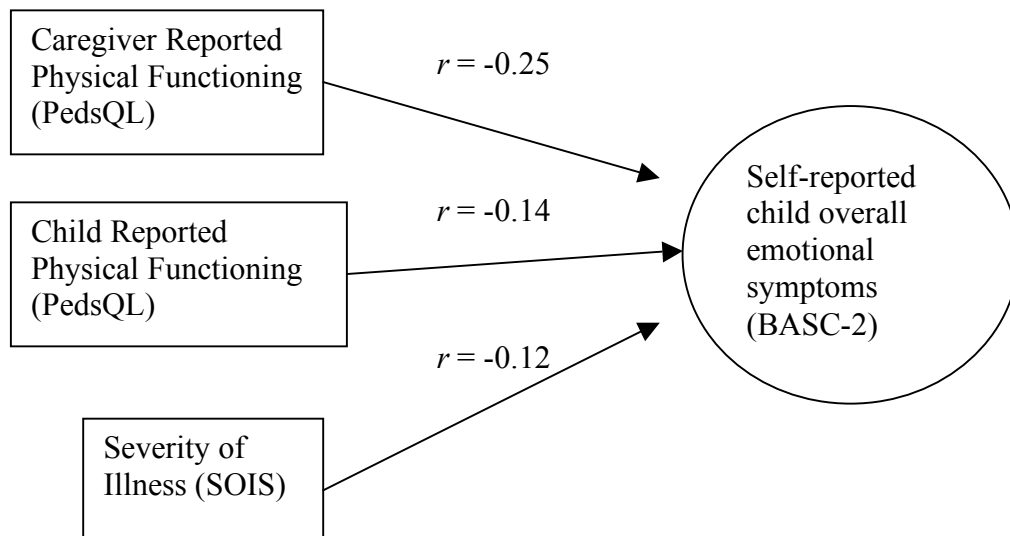 Caregiver Reported
Physical Functioning
(PedsQL)
r = -0.25
Child Reported
Physical Functioning
(PedsQL)
r = -0.14
Self-reported
child overall
emotional
symptoms
(BASC-2)
r = -0.12
Severity of
Illness (SOIS)